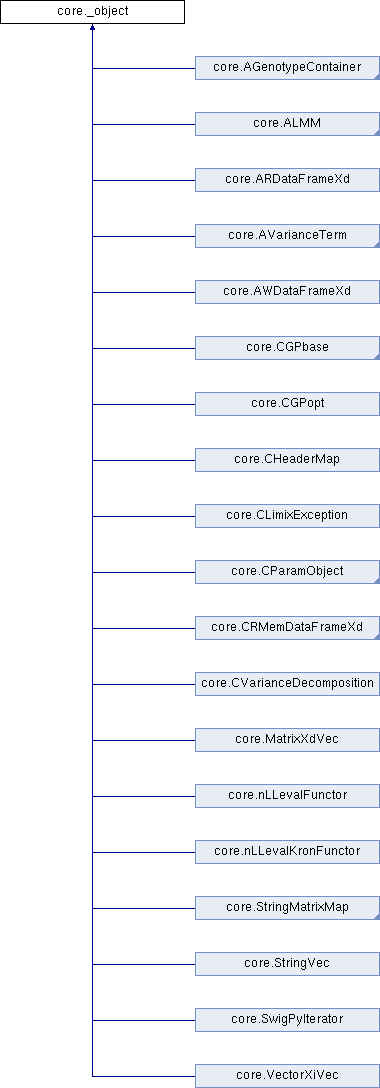 core._object
core.AGenotypeContainer
core.ALMM
core.ARDataFrameXd
core.AVarianceTerm
core.AWDataFrameXd
core.CGPbase
core.CGPopt
core.CHeaderMap
core.CLimixException
core.CParamObject
core.CRMemDataFrameXd
core.CVarianceDecomposition
core.MatrixXdVec
core.nLLevalFunctor
core.nLLevalKronFunctor
core.StringMatrixMap
core.StringVec
core.SwigPyIterator
core.VectorXiVec